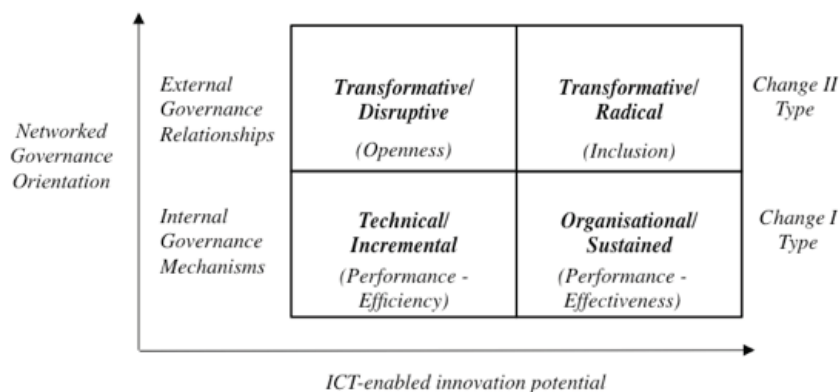 External
Governance
Relationships
Transformative/
Disruptive
(Openness)
Transformative/
Radical
(Inclusion)
Change II
Type
Networked
Governance
Orientation
Internal
Governance
Mechanisms
Technical/
Incremental
(Performance -
Efficiency)
Organisational/
Sustained
(Performance -
Effectiveness)
Change I
Type
ICT-enabled innovation potential